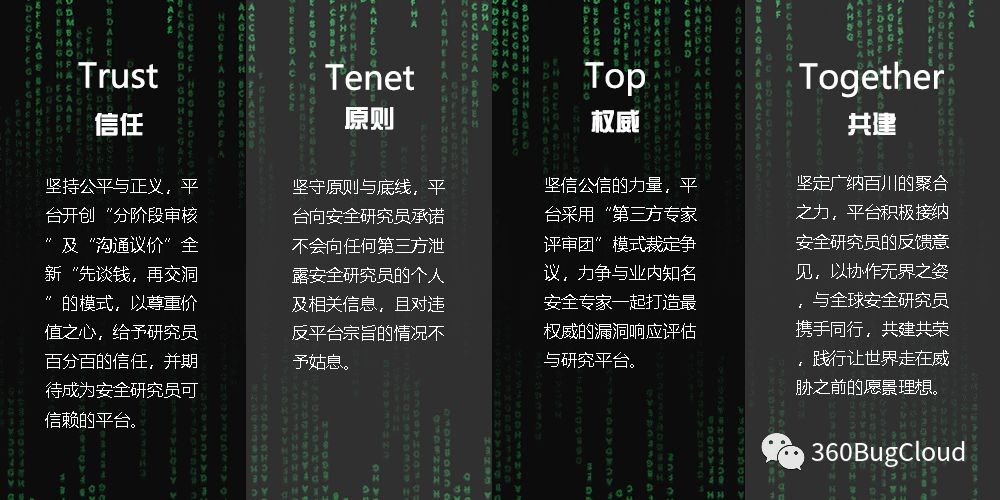 Trust
信任
坚持公平与正义，平
台开创“分阶段审核
”及“沟通议价”全
新“先谈钱，再交洞
”的模式，以尊重价
值之心，给予研究员
百分百的信任，并期
待成为安全研究员可
信赖的平台。
Tenet
原则
坚守原则与底线，平
台向安全研究员承诺
不会向任何第三方泄
露安全研究员的个人
及相关信息，且对违
反平台宗旨的情况不
予姑息。
Top
权威
坚信公信的力量，平
台采用“第三方专家
评审团”模式裁定争
议，力争与业内知名
安全专家一起打造最
权威的漏洞响应评估
与研究平台。
Together
共建
坚定广纳百川的聚合
之力，平台积极接纳
安全研究员的反馈意
见，以协作无界之姿
，与全球安全研究员
携手同行，共建共荣
，践行让世界走在威
胁之前的愿景理想。
360BugCloud